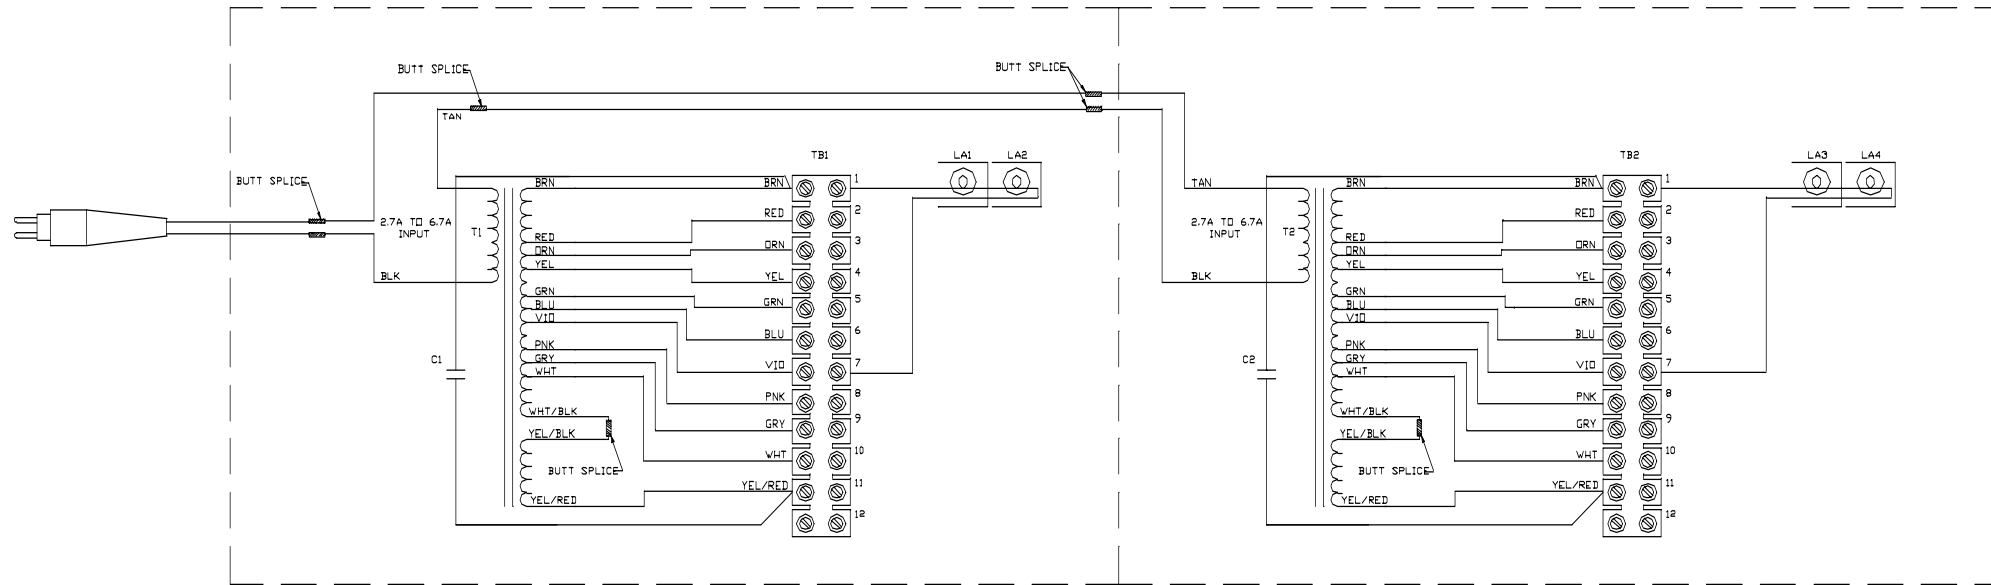 BUTT SPLICE
BUTT SPLICE
TAN
BUTT SPLICE
2.7A TO 6.7A
INPUT
T1
BLK
C1
BRN
RED
ORN
YEL
GRN
BLU
VIO
PNK
GRY
WHT
WHT/BLK
YEL/BLK
BUTT SPLICE
YEL/RED
TB1
BRN 1
RED 2
ORN 3
YEL 4
GRN 5
BLU 6
VIO 7
PNK 8
GRY 9
WHT 10
YEL/RED 11
12
LA1 LA2
TAN
2.7A TO 6.7A
INPUT
T2
BLK
C2
BRN
RED
ORN
YEL
GRN
BLU
VIO
PNK
GRY
WHT
WHT/BLK
YEL/BLK
BUTT SPLICE
YEL/RED
TB2
BRN 1
RED 2
ORN 3
YEL 4
GRN 5
BLU 6
VIO 7
PNK 8
GRY 9
WHT 10
YEL/RED 11
12
LA3 LA4